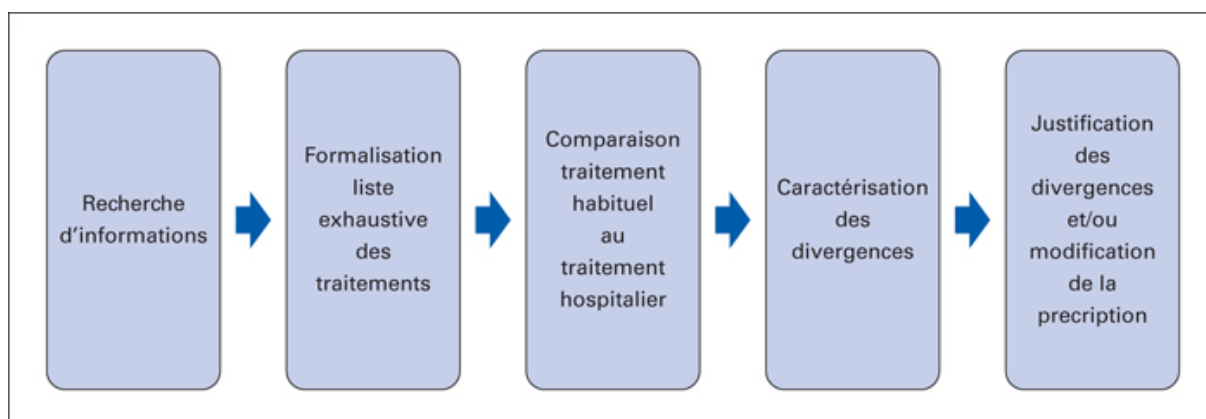 Recherche
d'informations
Formalisation
liste
exhaustive
des
traitements
Comparaison
traitement
habituel
au
traitement
hospitalier
Caractérisation
des
divergences
Justification
des
divergences
et/ou
modification
de la
precription